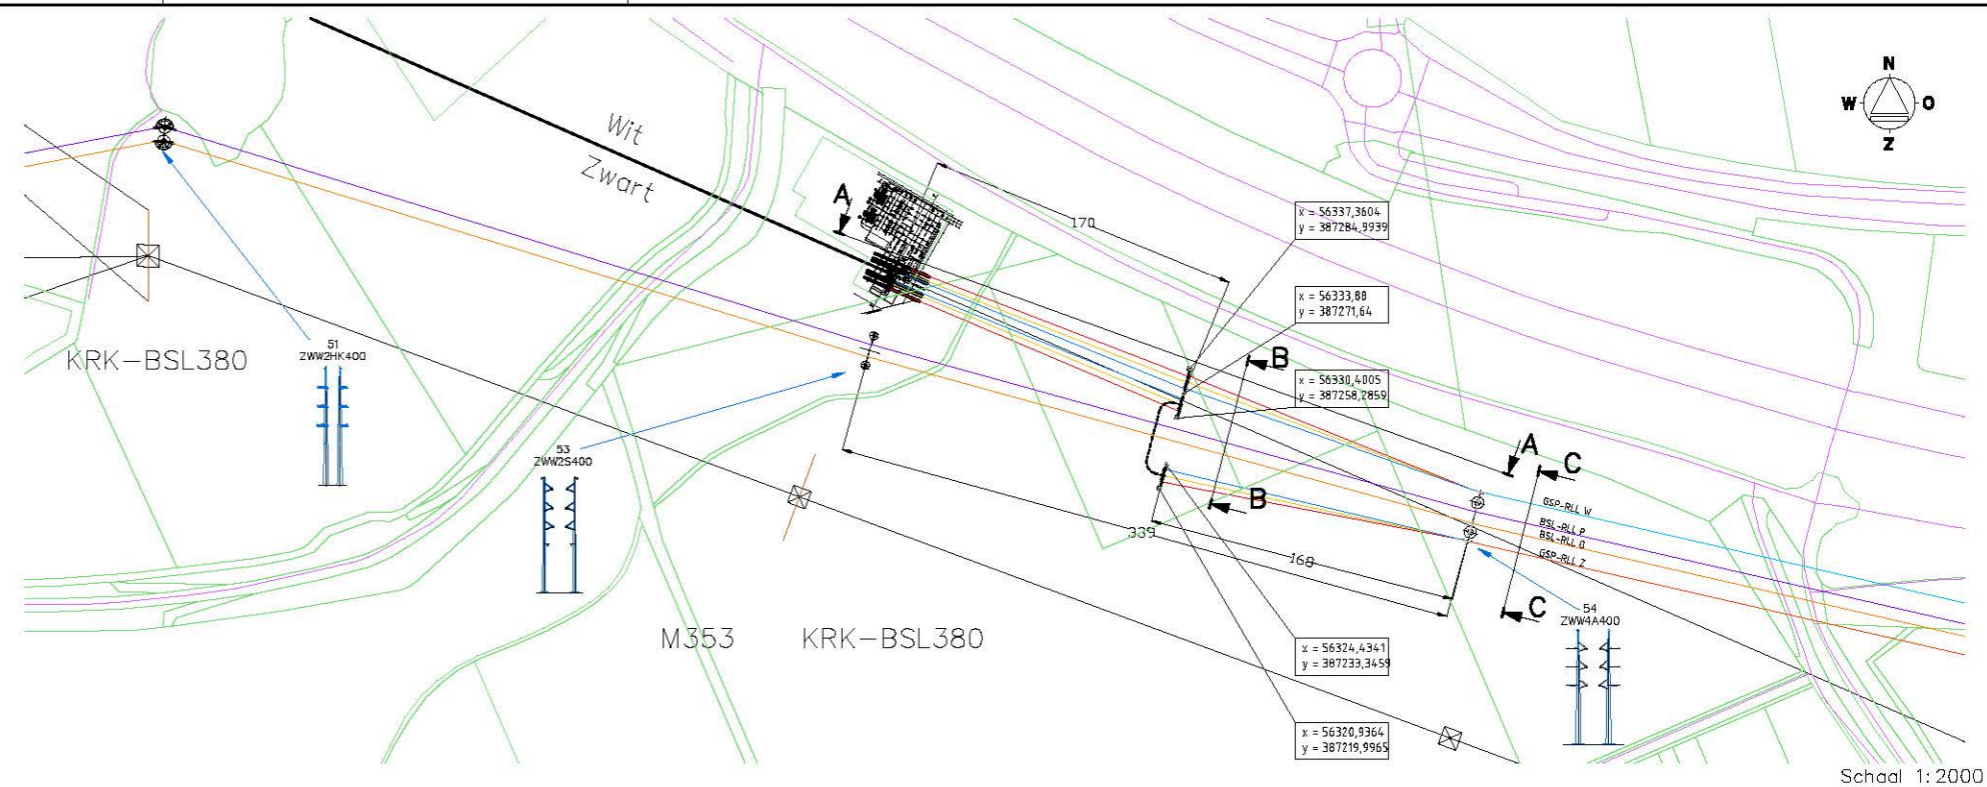 N
W O
Z
Wit
Zwart
A
170
x = 56337,3604
y = 387284,9939
x = 56333,88
y = 387271,64
51
ZWW2HK400
KRK-BSL380
B
x = 56330,4005
y = 387258,2859
53
ZWW2S400
A
C
B
GSP-RLL W
BSL-RLL P
BSL-RLL O
GSP-RLL Z
339
168
C
54
ZWW4A400
M353 KRK-BSL380
x = 56324,4341
y = 387233,3459
x = 56320,9364
y = 387219,9965
Schaal 1:2000